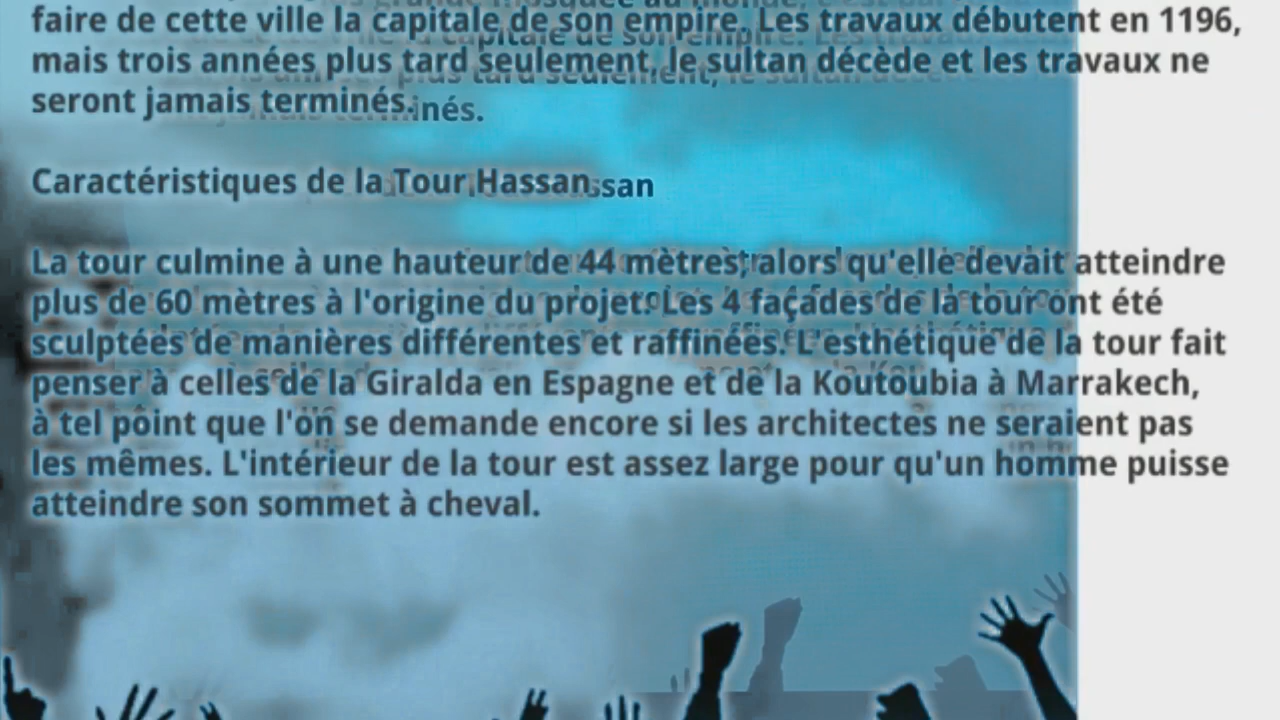 faire de cette ville la capitale de son empire. Les travaux débutent en 1196,
mais trois années plus tard seulement, le sultan décède et les travaux ne
seront jamais terminés.
Caractéristiques de la Tour Hassan
La tour culmine à une hauteur de 44 mètres, alors qu'elle devait atteindre
plus de 60 mètres à l'origine du projet. Les 4 façades de la tour ont été
sculptées de manières différentes et raffinées. L'esthétique de la tour fait
penser à celles de la Giralda en Espagne et de la Koutoubia à Marrakech,
à tel point que l'on se demande encore si les architectes ne seraient pas
les mêmes. L'intérieur de la tour est assez large pour qu'un homme puisse
atteindre son sommet à cheval.